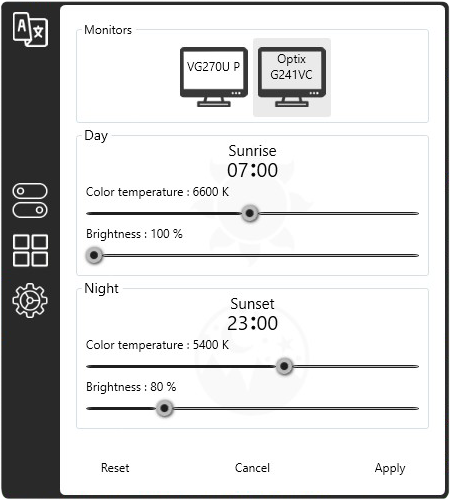 A 文
Monitors
VG270U P
Optix
G241VC
Day
Sunrise
07:00
Color temperature : 6600 K
Brightness : 100 %
Night
Sunset
23:00
Color temperature : 5400 K
Brightness : 80 %
Reset
Cancel
Apply